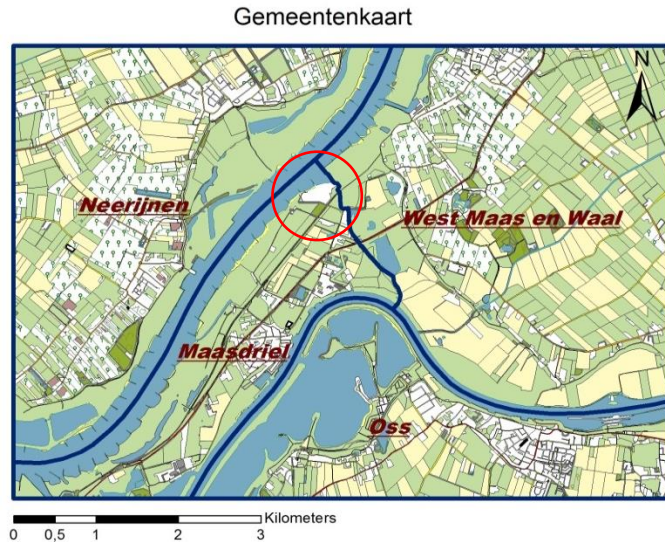 Gemeentenkaart
N
Neerijnen
West Maas en Waal
Maasdriel
Oss
Kilometers
0 0,5 1 2 3